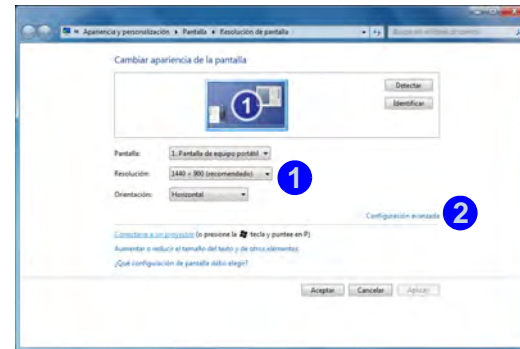 « Apariencia y personalización ▸ Pantalla ▸ Resolución de pantalla
Cambiar apariencia de la pantalla
1
Detectar
Identificar
Pantalla: 1. Pantalla de equipo portátil
Resolución: 1440 × 900 (recomendado) 1
Orientación: Horizontal
Configuración avanzada 2
Conectarse a un proyector (o presione la tecla y puntee en P)
Aumentar o reducir el tamaño del texto y de otros elementos
¿Qué configuración de pantalla debo elegir?
Aceptar Cancelar Aplicar